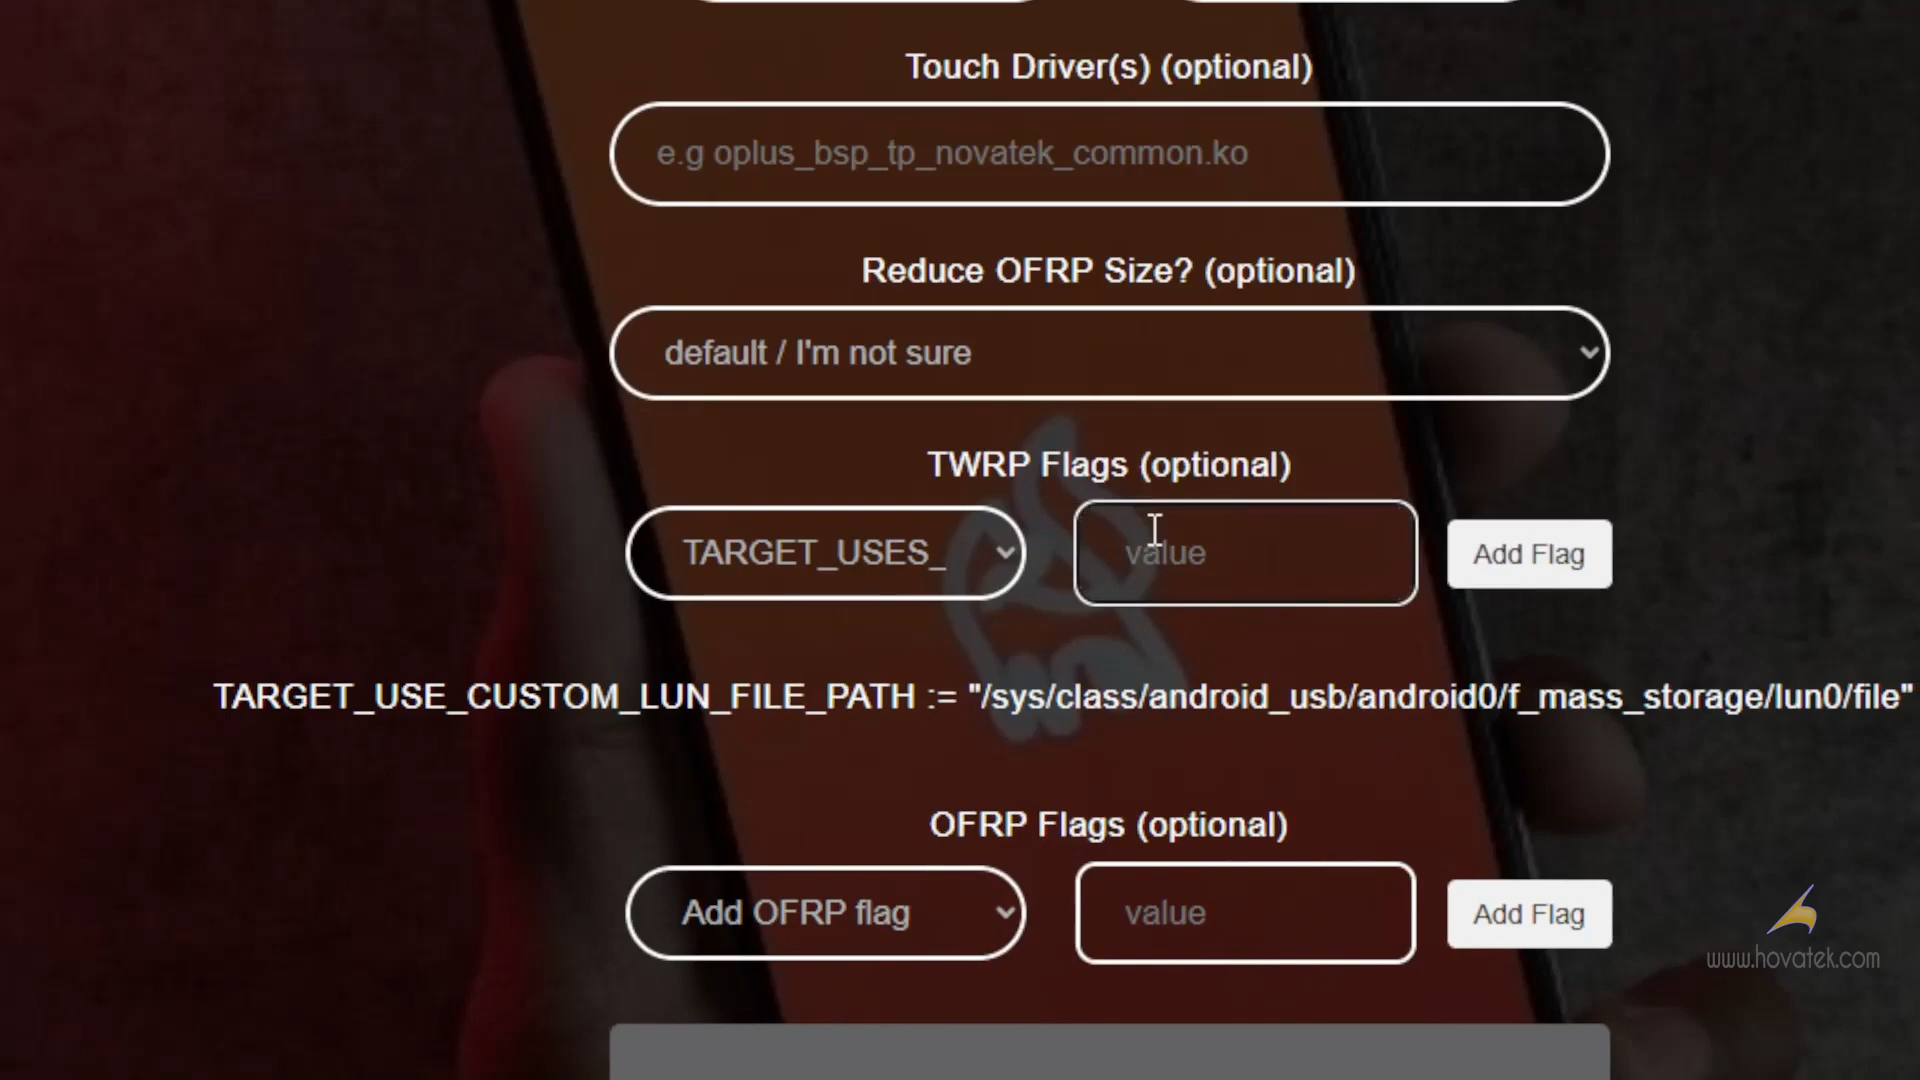 Touch Driver(s) (optional)
e.g oplus_bsp_tp_novatek_common.ko
Reduce OFRP Size? (optional)
default / I'm not sure
TWRP Flags (optional)
TARGET_USES_
value
Add Flag
TARGET_USE_CUSTOM_LUN_FILE_PATH := "/sys/class/android_usb/android0/f_mass_storage/lun0/file"
OFRP Flags (optional)
Add OFRP flag
value
Add Flag
www.hovatek.com